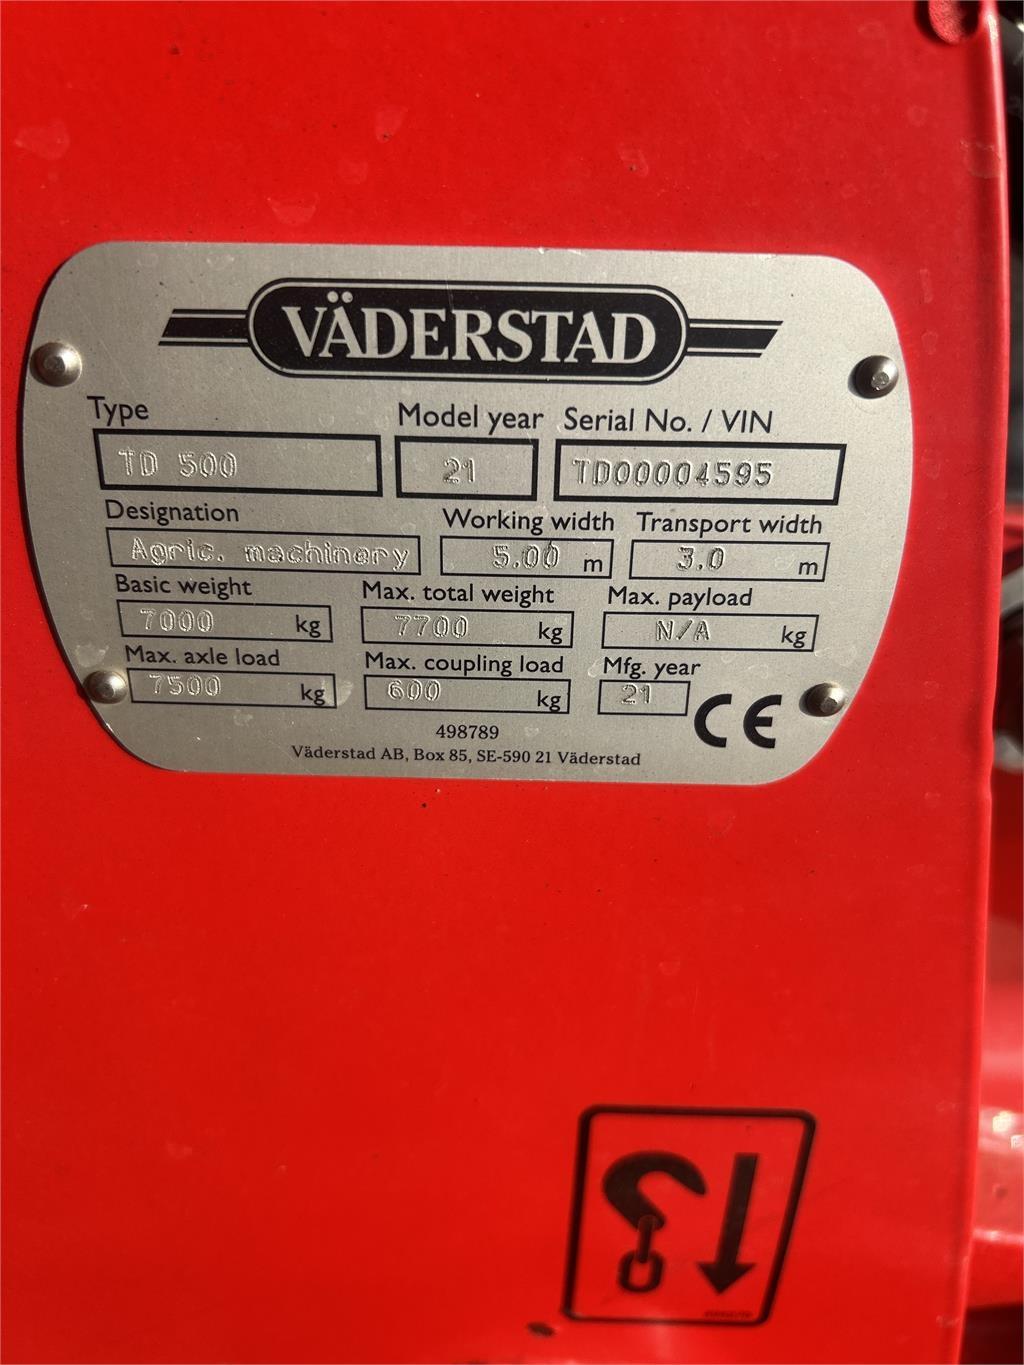 VÄDERSTAD
Type Model year Serial No. / VIN
TD 500 21 TD00004595
Designation Working width Transport width
Agric. machinery 5.00 m 3.0 m
Basic weight Max. total weight Max. payload
7000 kg 7700 kg N/A kg
Max. axle load Max. coupling load Mfg. year
7500 kg 600 kg 21 CE
498789
Väderstad AB, Box 85, SE-590 21 Väderstad